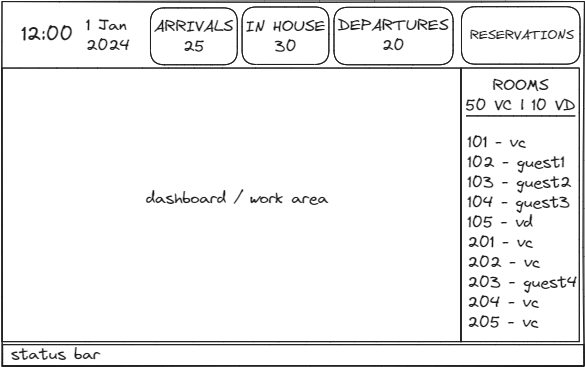 12:00
1 Jan
2024
ARRIVALS
25
IN HOUSE
30
DEPARTURES
20
RESERVATIONS
ROOMS
50 VC | 10 VD
101 - vc
102 - guest1
103 - guest2
104 - guest3
105 - vd
201 - vc
202 - vc
203 - guest4
204 - vc
205 - vc
dashboard / work area
status bar